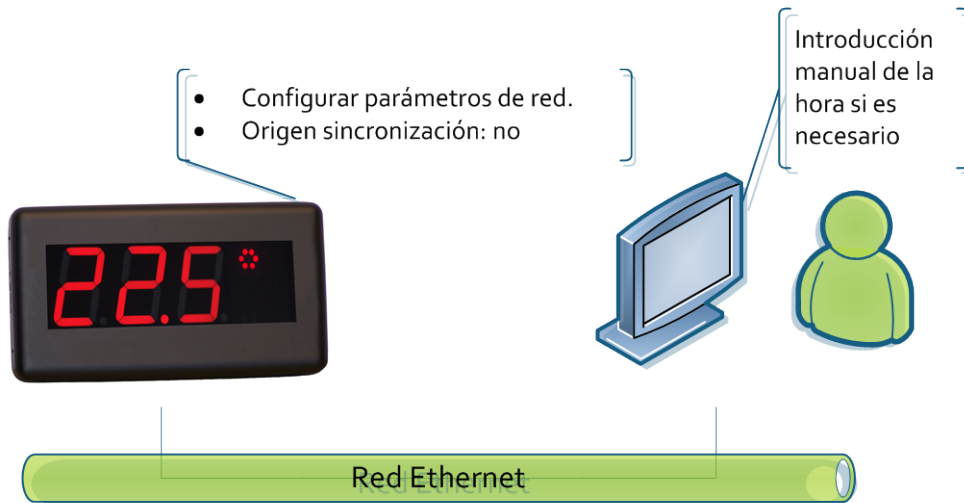 Introducción
manual de la
hora si es
necesario
• Configurar parámetros de red.
• Origen sincronización: no
22.5°
Red Ethernet